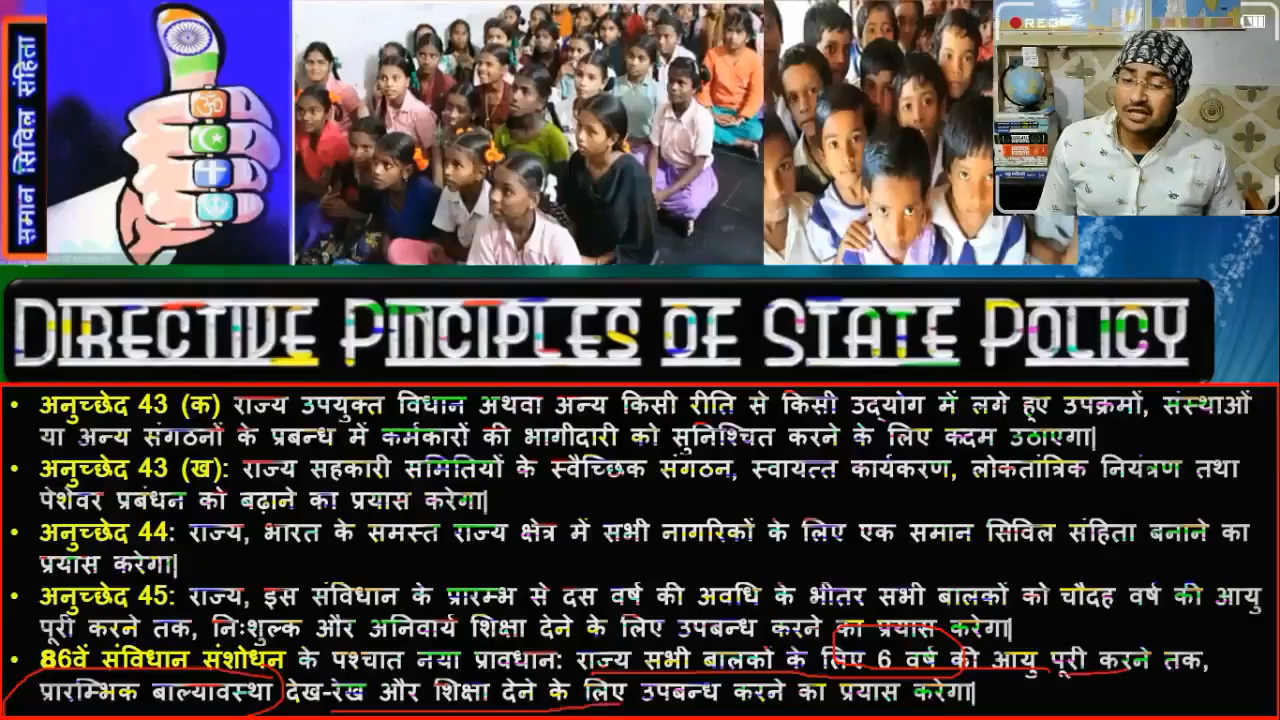 समान सिविल संहिता
REC
DIRECTIVE PINCIPLES OF STATE POLICY
• अनुच्छेद 43 (क) राज्य उपयुक्त विधान अथवा अन्य किसी रीति से किसी उद्योग में लगे हुए उपक्रमों, संस्थाओं
या अन्य संगठनों के प्रबन्ध में कर्मकारों की भागीदारी को सुनिश्चित करने के लिए कदम उठाएगा|
• अनुच्छेद 43 (ख): राज्य सहकारी समितियों के स्वैच्छिक संगठन, स्वायत्त कार्यकरण, लोकतांत्रिक नियंत्रण तथा
पेशेवर प्रबंधन को बढ़ाने का प्रयास करेगा|
• अनुच्छेद 44: राज्य, भारत के समस्त राज्य क्षेत्र में सभी नागरिकों के लिए एक समान सिविल संहिता बनाने का
प्रयास करेगा|
• अनुच्छेद 45: राज्य, इस संविधान के प्रारम्भ से दस वर्ष की अवधि के भीतर सभी बालकों को चौदह वर्ष की आयु
पूरी करने तक, निःशुल्क और अनिवार्य शिक्षा देने के लिए उपबन्ध करने का प्रयास करेगा|
• 86वें संविधान संशोधन के पश्चात नया प्रावधान: राज्य सभी बालकों के लिए 6 वर्ष की आयु पूरी करने तक,
प्रारम्भिक बाल्यावस्था देख-रेख और शिक्षा देने के लिए उपबन्ध करने का प्रयास करेगा|